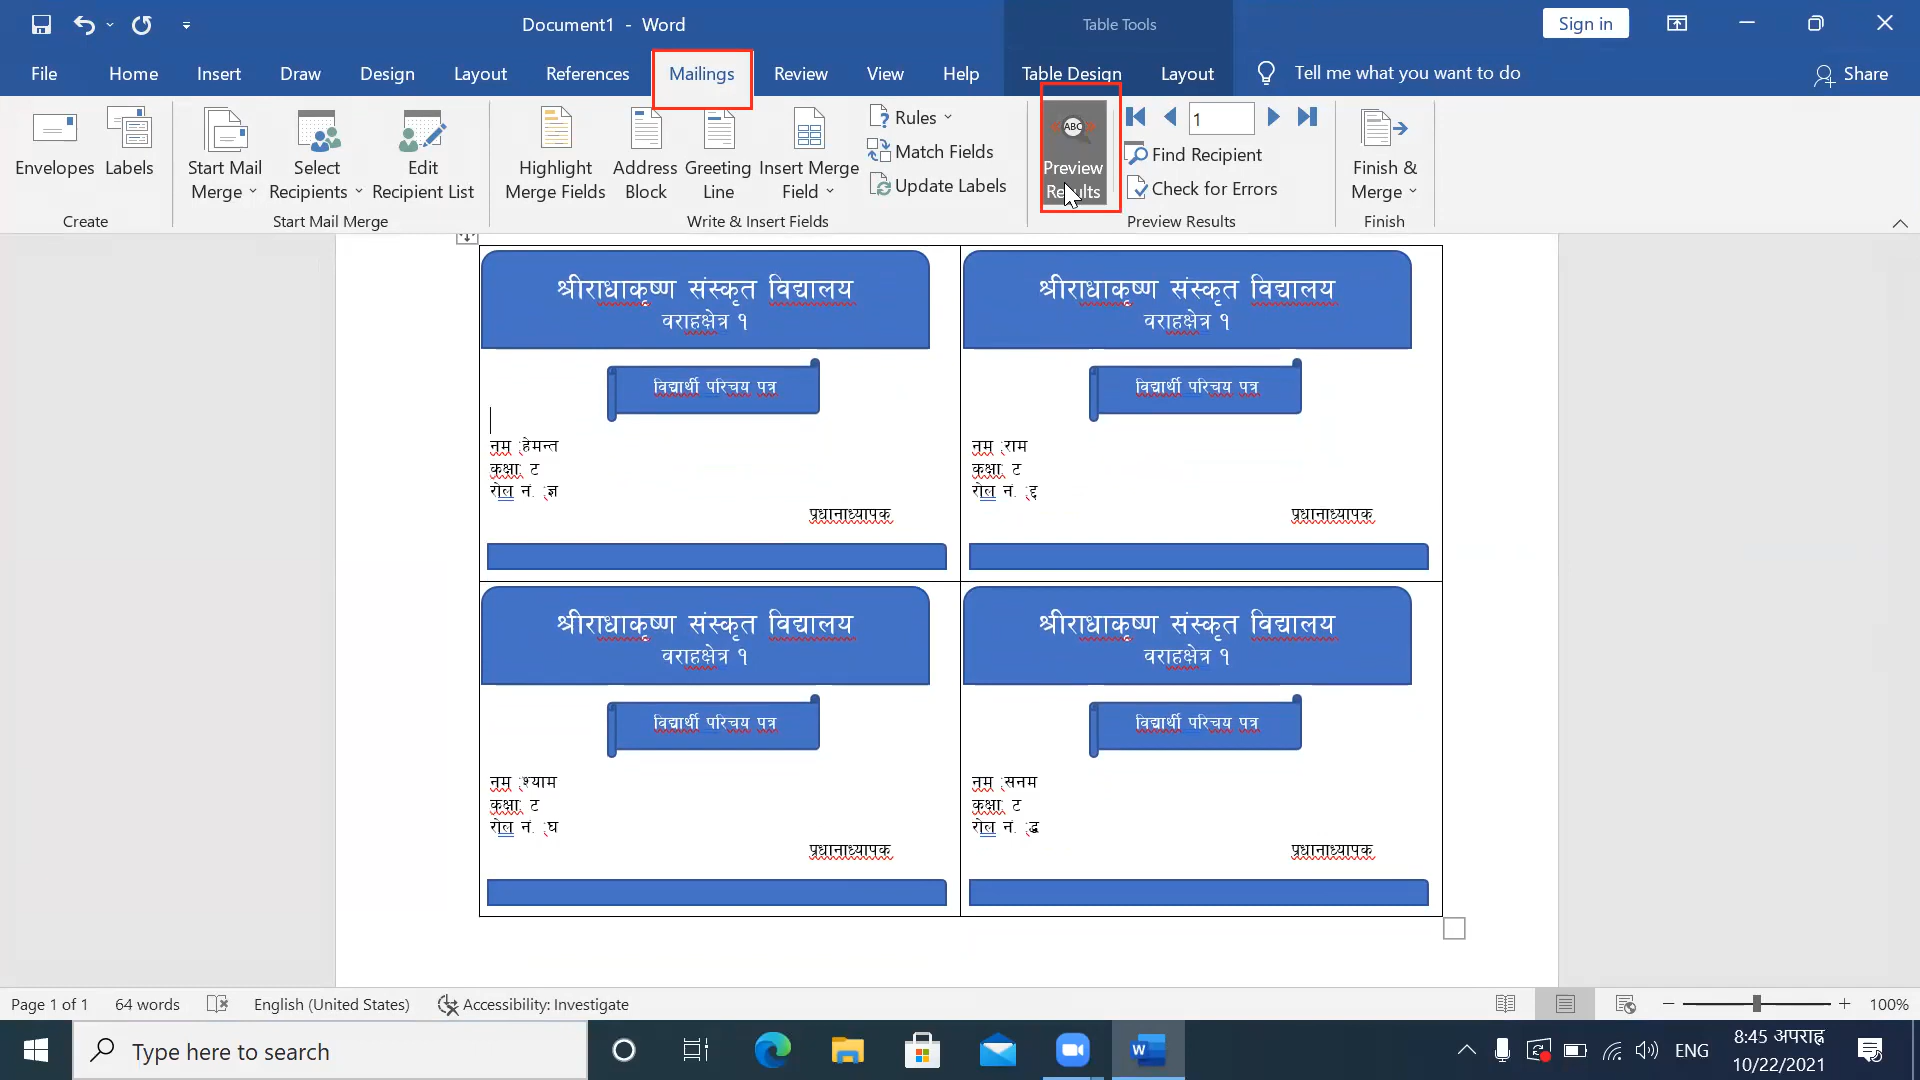 Document1 - Word
Table Tools
Sign in
File Home Insert Draw Design Layout References Mailings Review View Help Table Design Layout Tell me what you want to do Share
Envelopes
Labels
Create
Start Mail
Merge
Select
Recipients
Edit
Recipient List
Start Mail Merge
Highlight
Merge Fields
Address
Block
Greeting
Line
Insert Merge
Field
Rules
Match Fields
Update Labels
Write & Insert Fields
ABC
Preview
Results
1
Find Recipient
Check for Errors
Preview Results
Finish &
Merge
Finish
श्रीराधाकृष्ण संस्कृत विद्यालय
वराहक्षेत्र १
विद्यार्थी परिचय पत्र
नम ्हेमन्त
कक्षा: ट
रोल नं. ्ज्ञ
प्रधानाध्यापक
श्रीराधाकृष्ण संस्कृत विद्यालय
वराहक्षेत्र १
विद्यार्थी परिचय पत्र
नम ्राम
कक्षा: ट
रोल नं. ्द्द
प्रधानाध्यापक
श्रीराधाकृष्ण संस्कृत विद्यालय
वराहक्षेत्र १
विद्यार्थी परिचय पत्र
नम ्श्याम
कक्षा: ट
रोल नं. ्घ
प्रधानाध्यापक
श्रीराधाकृष्ण संस्कृत विद्यालय
वराहक्षेत्र १
विद्यार्थी परिचय पत्र
नम ्सनम
कक्षा: ट
रोल नं. ्द्ध
प्रधानाध्यापक
Page 1 of 1 64 words English (United States) Accessibility: Investigate 100%
Type here to search
W
ENG
8:45 अपराह्न
10/22/2021